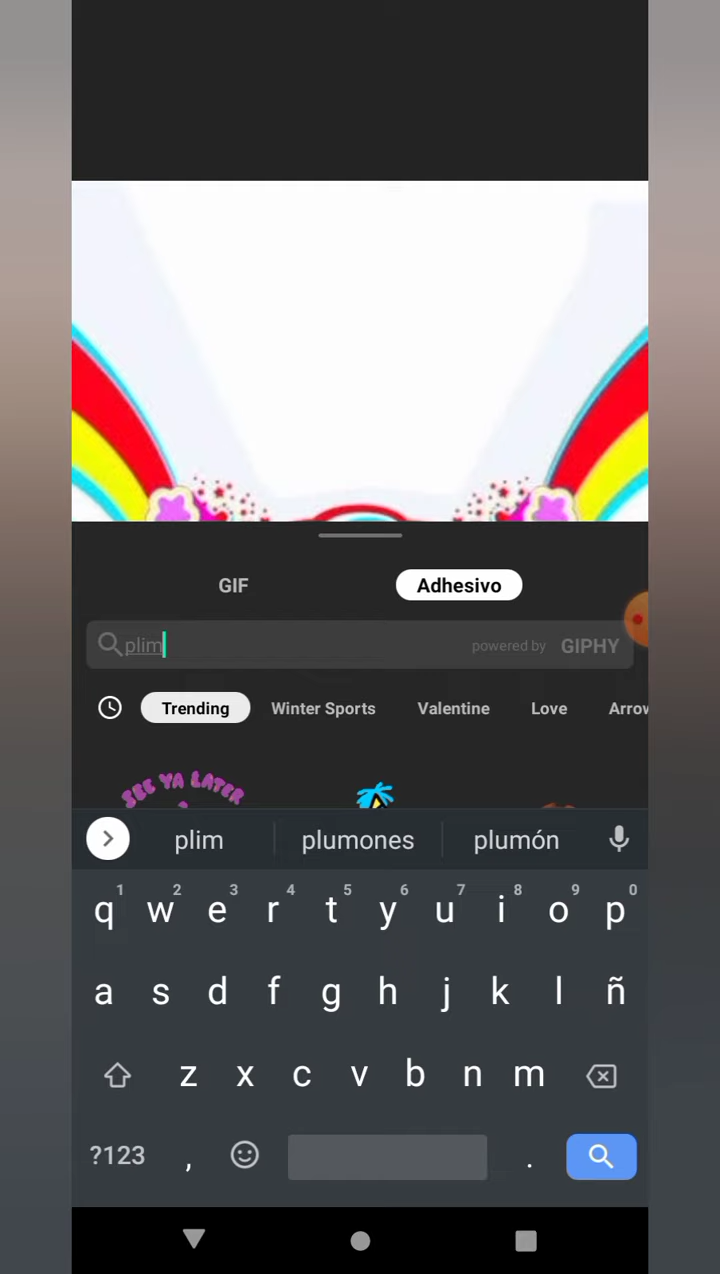 GIF Adhesivo
plim powered by GIPHY
Trending Winter Sports Valentine Love Arrow
SEE YA LATER
plim plumones plumón
1 2 3 4 5 6 7 8 9 0
q w e r t y u i o p
a s d f g h j k l ñ
z x c v b n m
?123 , .